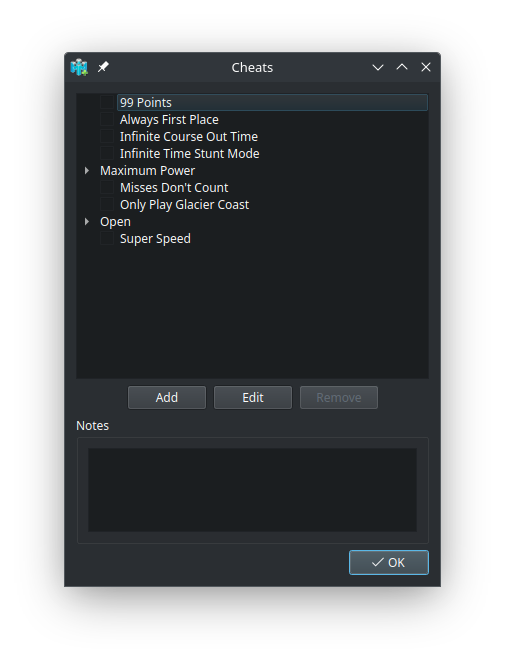 Cheats
99 Points
Always First Place
Infinite Course Out Time
Infinite Time Stunt Mode
Maximum Power
Misses Don't Count
Only Play Glacier Coast
Open
Super Speed
Add Edit Remove
Notes
OK